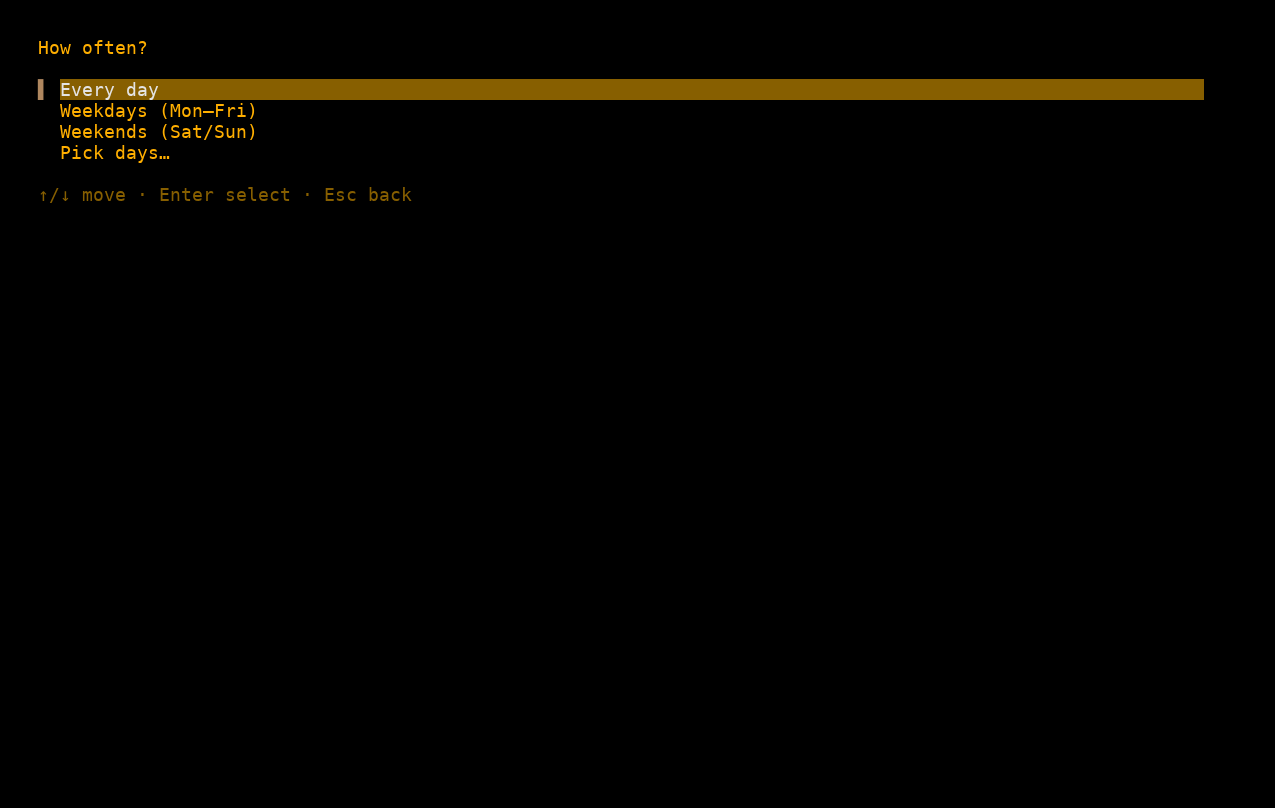 How often?
Every day
Weekdays (Mon–Fri)
Weekends (Sat/Sun)
Pick days…
↑/↓ move · Enter select · Esc back